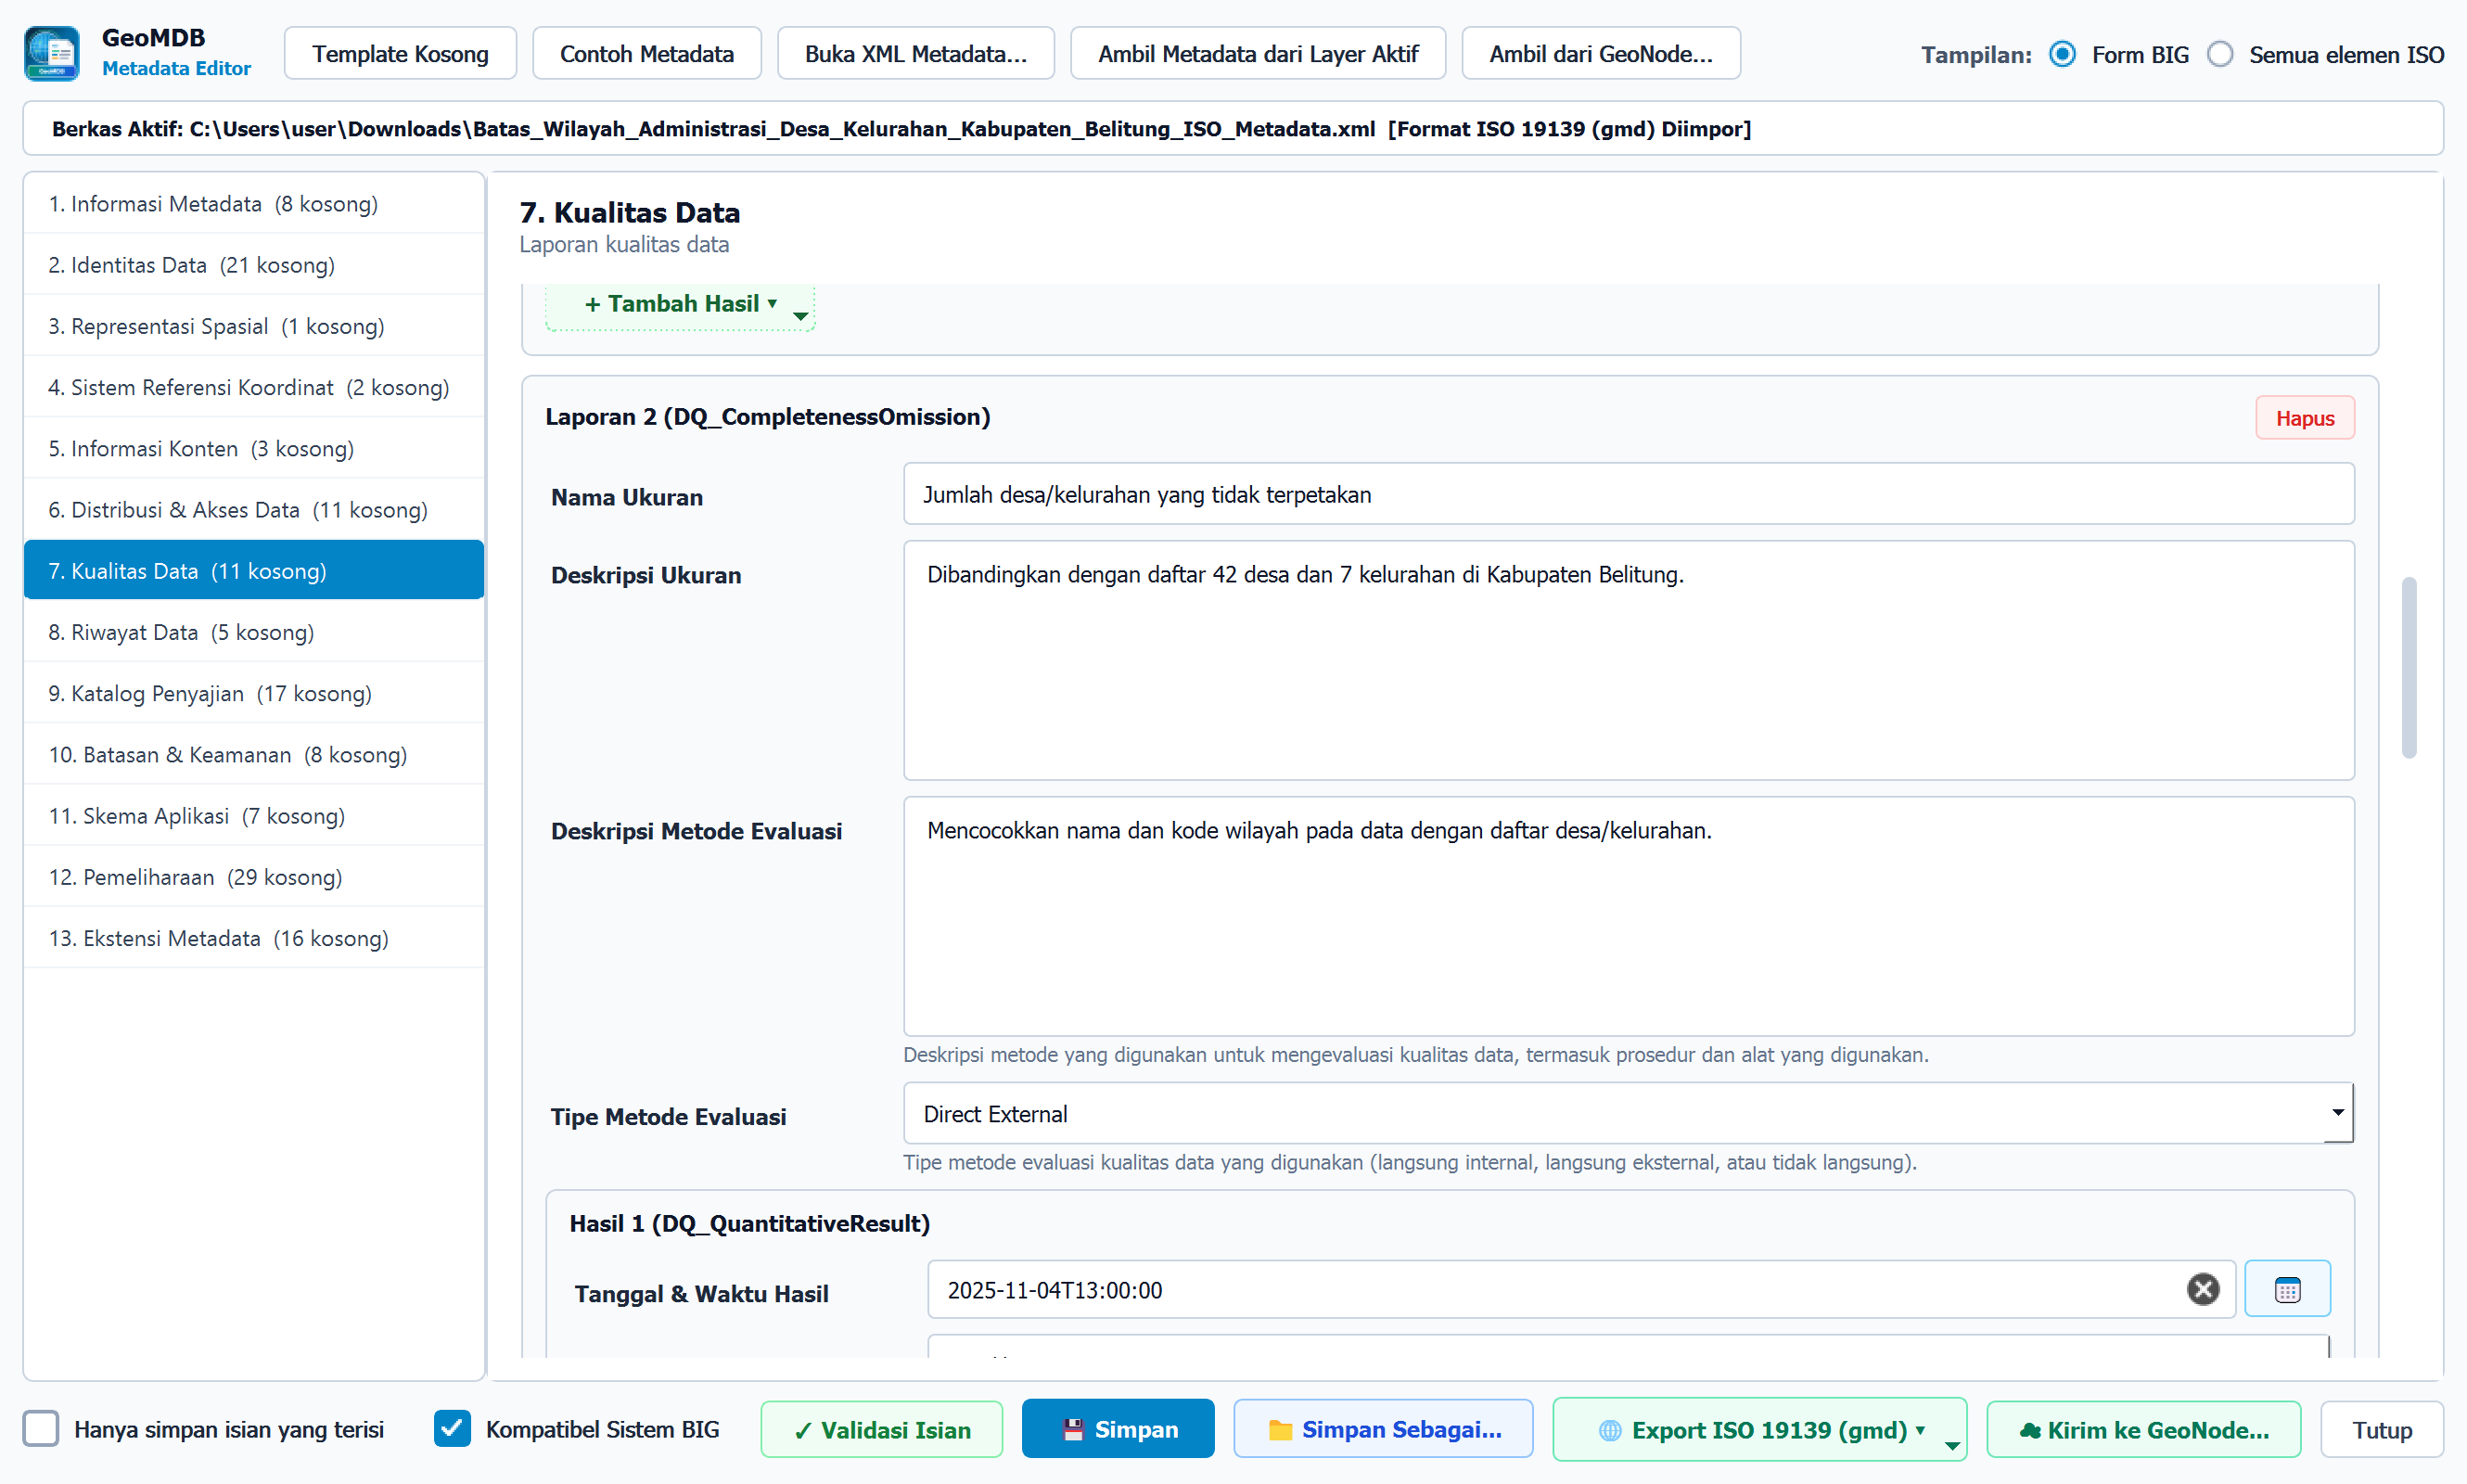 GeoMDB
Metadata Editor
Template Kosong
Contoh Metadata
Buka XML Metadata...
Ambil Metadata dari Layer Aktif
Ambil dari GeoNode...
Tampilan:
Form BIG
Semua elemen ISO
Berkas Aktif: C:\Users\user\Downloads\Batas_Wilayah_Administrasi_Desa_Kelurahan_Kabupaten_Belitung_ISO_Metadata.xml [Format ISO 19139 (gmd) Diimpor]
1. Informasi Metadata (8 kosong)
2. Identitas Data (21 kosong)
3. Representasi Spasial (1 kosong)
4. Sistem Referensi Koordinat (2 kosong)
5. Informasi Konten (3 kosong)
6. Distribusi & Akses Data (11 kosong)
7. Kualitas Data (11 kosong)
8. Riwayat Data (5 kosong)
9. Katalog Penyajian (17 kosong)
10. Batasan & Keamanan (8 kosong)
11. Skema Aplikasi (7 kosong)
12. Pemeliharaan (29 kosong)
13. Ekstensi Metadata (16 kosong)
7. Kualitas Data
Laporan kualitas data
+ Tambah Hasil ▾
Laporan 2 (DQ_CompletenessOmission)
Hapus
Nama Ukuran
Jumlah desa/kelurahan yang tidak terpetakan
Deskripsi Ukuran
Dibandingkan dengan daftar 42 desa dan 7 kelurahan di Kabupaten Belitung.
Deskripsi Metode Evaluasi
Mencocokkan nama dan kode wilayah pada data dengan daftar desa/kelurahan.
Deskripsi metode yang digunakan untuk mengevaluasi kualitas data, termasuk prosedur dan alat yang digunakan.
Tipe Metode Evaluasi
Direct External
Tipe metode evaluasi kualitas data yang digunakan (langsung internal, langsung eksternal, atau tidak langsung).
Hasil 1 (DQ_QuantitativeResult)
Tanggal & Waktu Hasil
2025-11-04T13:00:00
Hanya simpan isian yang terisi
Kompatibel Sistem BIG
✓ Validasi Isian
Simpan
Simpan Sebagai...
Export ISO 19139 (gmd) ▾
Kirim ke GeoNode...
Tutup